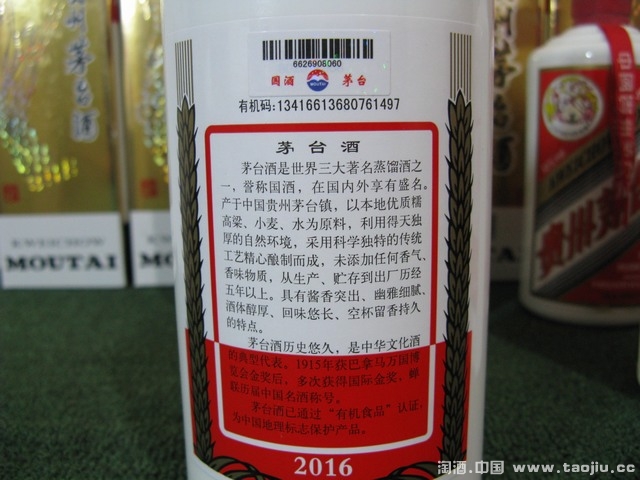 6626908060
国酒 MOUTAI 茅台
有机码:13416613680761497
茅台酒
茅台酒是世界三大著名蒸馏酒之
一，誉称国酒，在国内外享有盛名。
产于中国贵州茅台镇，以本地优质糯
高粱、小麦、水为原料，利用得天独
厚的自然环境，采用科学独特的传统
工艺精心酿制而成，未添加任何香气、
香味物质，从生产、贮存到出厂历经
五年以上。具有酱香突出、幽雅细腻、
酒体醇厚、回味悠长、空杯留香持久
的特点。
茅台酒历史悠久，是中华文化酒
的典型代表。1915年获巴拿马万国博
览会金奖后，多次获得国际金奖，蝉
联历届中国名酒称号。
茅台酒已通过“有机食品”认证，
为中国地理标志保护产品。
2016
州茅台酒
KWEICHOW
MOUTAI
MOU
贵州茅
淘酒.中国 www.taojiu.cc